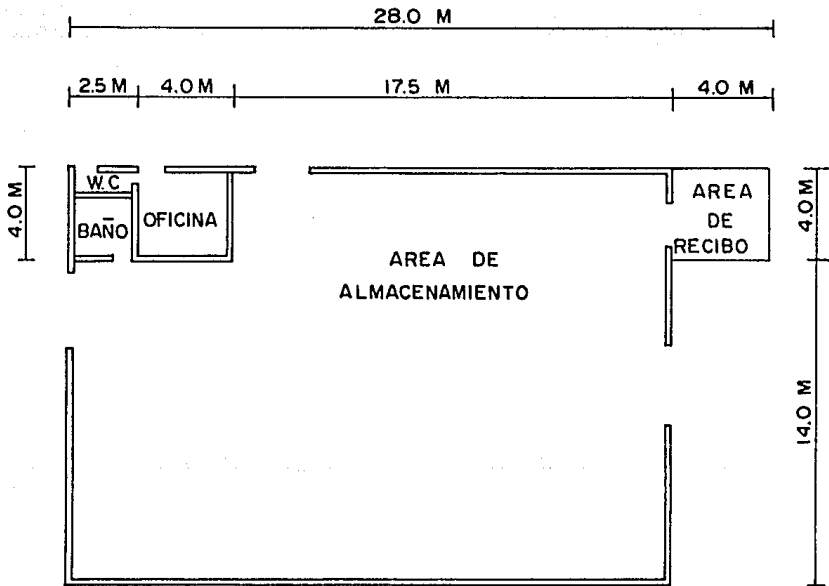 28.0 M
2.5 M
4.0 M
17.5 M
4.0 M
4.0 M
W.C
BAÑO
OFICINA
AREA DE
ALMACENAMIENTO
AREA
DE
RECIBO
4.0 M
14.0 M